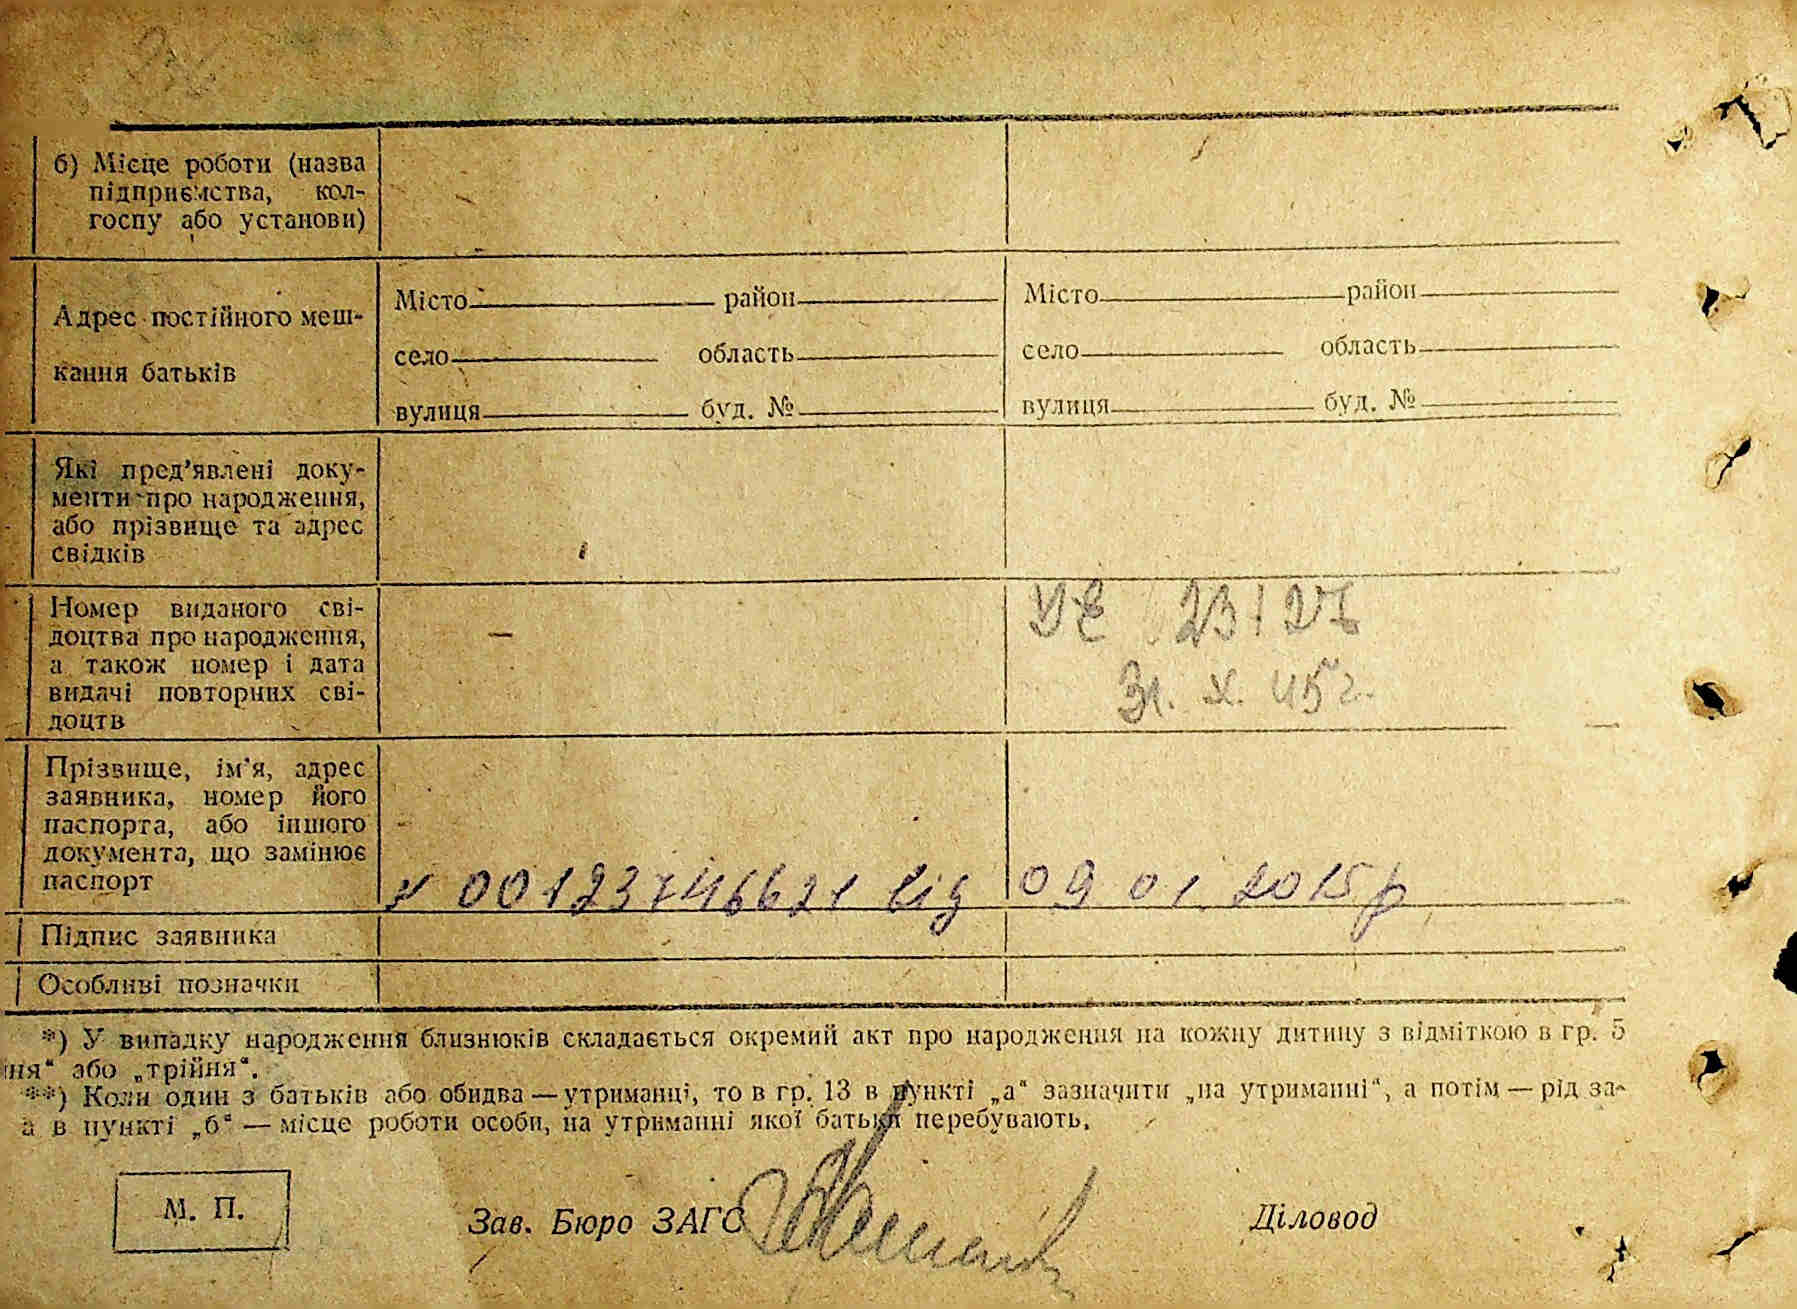 б) Місце роботи (назва
підприємства, кол-
госпу або установи)
Адрес постійного меш-
кання батьків
Місто район
село область
вулиця буд. №
Місто район
село область
вулиця буд. №
Які пред'явлені доку-
менти про народження,
або прізвище та адрес
свідків
Номер виданого сві-
доцтва про народження,
а також номер і дата
видачі повторних сві-
доцтв
—
31. X. 45 г.
Прізвище, ім'я, адрес
заявника, номер його
паспорта, або іншого
документа, що замінює
паспорт
00123746621 від 09 01. 2015р
Підпис заявника
Особливі позначки
*) У випадку народження близнюків складається окремий акт про народження на кожну дитину з відміткою в гр. 5
ня“ або „трійня“.
**) Коли один з батьків або обидва — утриманці, то в гр. 13 в пункті „а“ зазначити „на утриманні“, а потім — рід за-
а в пункті „б“ — місце роботи особи, на утриманні якої батьки перебувають.
М. П.
Зав. Бюро ЗАГС
Діловод